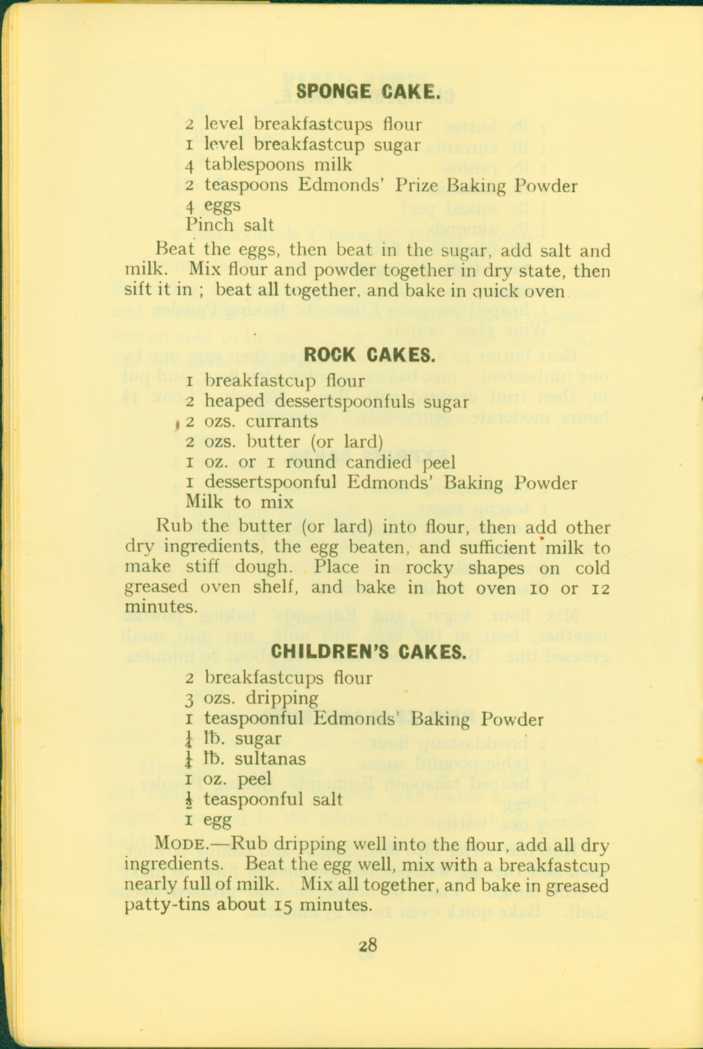 SPONGE CAKE.
2 level breakfastcups flour
1 level breakfastcup sugar
4 tablespoons milk
2 teaspoons Edmonds' Prize Baking Powder
4 eggs
Pinch salt
Beat the eggs, then beat in the sugar, add salt and
milk. Mix flour and powder together in dry state, then
sift it in ; beat all together, and bake in quick oven
ROCK CAKES.
1 breakfastcup flour
2 heaped dessertspoonfuls sugar
2 ozs. currants
2 ozs. butter (or lard)
1 oz. or 1 round candied peel
1 dessertspoonful Edmonds' Baking Powder
Milk to mix
Rub the butter (or lard) into flour, then add other
dry ingredients, the egg beaten, and sufficient milk to
make stiff dough. Place in rocky shapes on cold
greased oven shelf, and bake in hot oven 10 or 12
minutes.
CHILDREN'S CAKES.
2 breakfastcups flour
3 ozs. dripping
1 teaspoonful Edmonds' Baking Powder
¼ lb. sugar
¼ lb. sultanas
1 oz. peel
½ teaspoonful salt
1 egg
MODE.—Rub dripping well into the flour, add all dry
ingredients. Beat the egg well, mix with a breakfastcup
nearly full of milk. Mix all together, and bake in greased
patty-tins about 15 minutes.
28